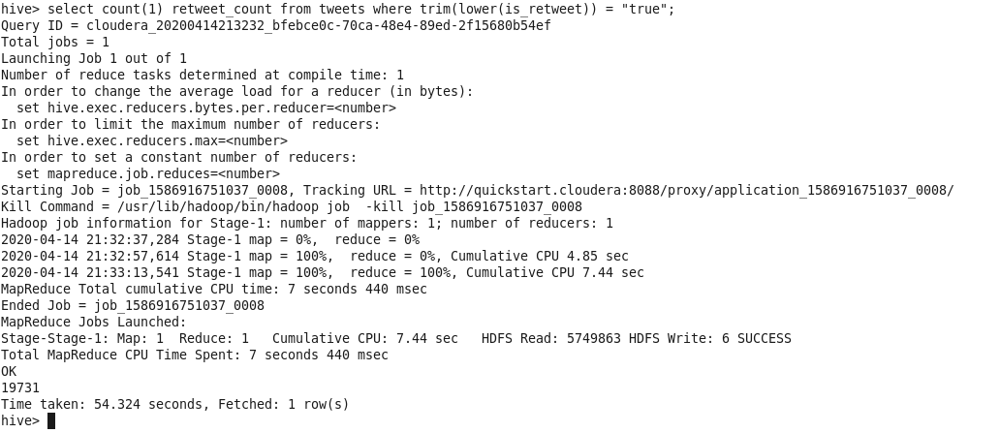 hive> select count(1) retweet_count from tweets where trim(lower(is_retweet)) = "true";
Query ID = cloudera_20200414213232_bfebce0c-70ca-48e4-89ed-2f15680b54ef
Total jobs = 1
Launching Job 1 out of 1
Number of reduce tasks determined at compile time: 1
In order to change the average load for a reducer (in bytes):
  set hive.exec.reducers.bytes.per.reducer=<number>
In order to limit the maximum number of reducers:
  set hive.exec.reducers.max=<number>
In order to set a constant number of reducers:
  set mapreduce.job.reduces=<number>
Starting Job = job_1586916751037_0008, Tracking URL = http://quickstart.cloudera:8088/proxy/application_1586916751037_0008/
Kill Command = /usr/lib/hadoop/bin/hadoop job  -kill job_1586916751037_0008
Hadoop job information for Stage-1: number of mappers: 1; number of reducers: 1
2020-04-14 21:32:37,284 Stage-1 map = 0%,  reduce = 0%
2020-04-14 21:32:57,614 Stage-1 map = 100%,  reduce = 0%, Cumulative CPU 4.85 sec
2020-04-14 21:33:13,541 Stage-1 map = 100%,  reduce = 100%, Cumulative CPU 7.44 sec
MapReduce Total cumulative CPU time: 7 seconds 440 msec
Ended Job = job_1586916751037_0008
MapReduce Jobs Launched:
Stage-Stage-1: Map: 1  Reduce: 1   Cumulative CPU: 7.44 sec   HDFS Read: 5749863 HDFS Write: 6 SUCCESS
Total MapReduce CPU Time Spent: 7 seconds 440 msec
OK
19731
Time taken: 54.324 seconds, Fetched: 1 row(s)
hive>